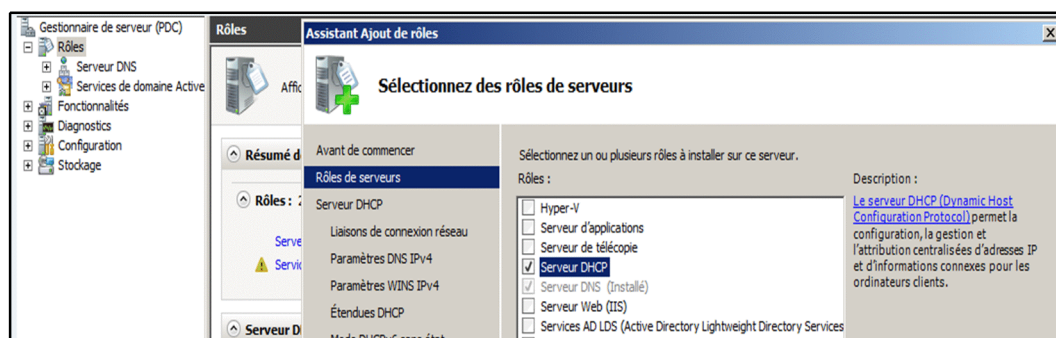 Gestionnaire de serveur (PDC)
Rôles
Serveur DNS
Services de domaine Active
Fonctionnalités
Diagnostics
Configuration
Stockage
Rôles
Affic
Résumé d
Rôles :
Serve
Servic
Serveur D
Assistant Ajout de rôles
X
Sélectionnez des rôles de serveurs
Avant de commencer
Rôles de serveurs
Serveur DHCP
Liaisons de connexion réseau
Paramètres DNS IPv4
Paramètres WINS IPv4
Étendues DHCP
Mode DHCPv6 sans état
Sélectionnez un ou plusieurs rôles à installer sur ce serveur.
Rôles :
Hyper-V
Serveur d'applications
Serveur de télécopie
Serveur DHCP
Serveur DNS (Installé)
Serveur Web (IIS)
Services AD LDS (Active Directory Lightweight Directory Services
Description :
Le serveur DHCP (Dynamic Host
Configuration Protocol) permet la
configuration, la gestion et
l'attribution centralisées d'adresses IP
et d'informations connexes pour les
ordinateurs clients.